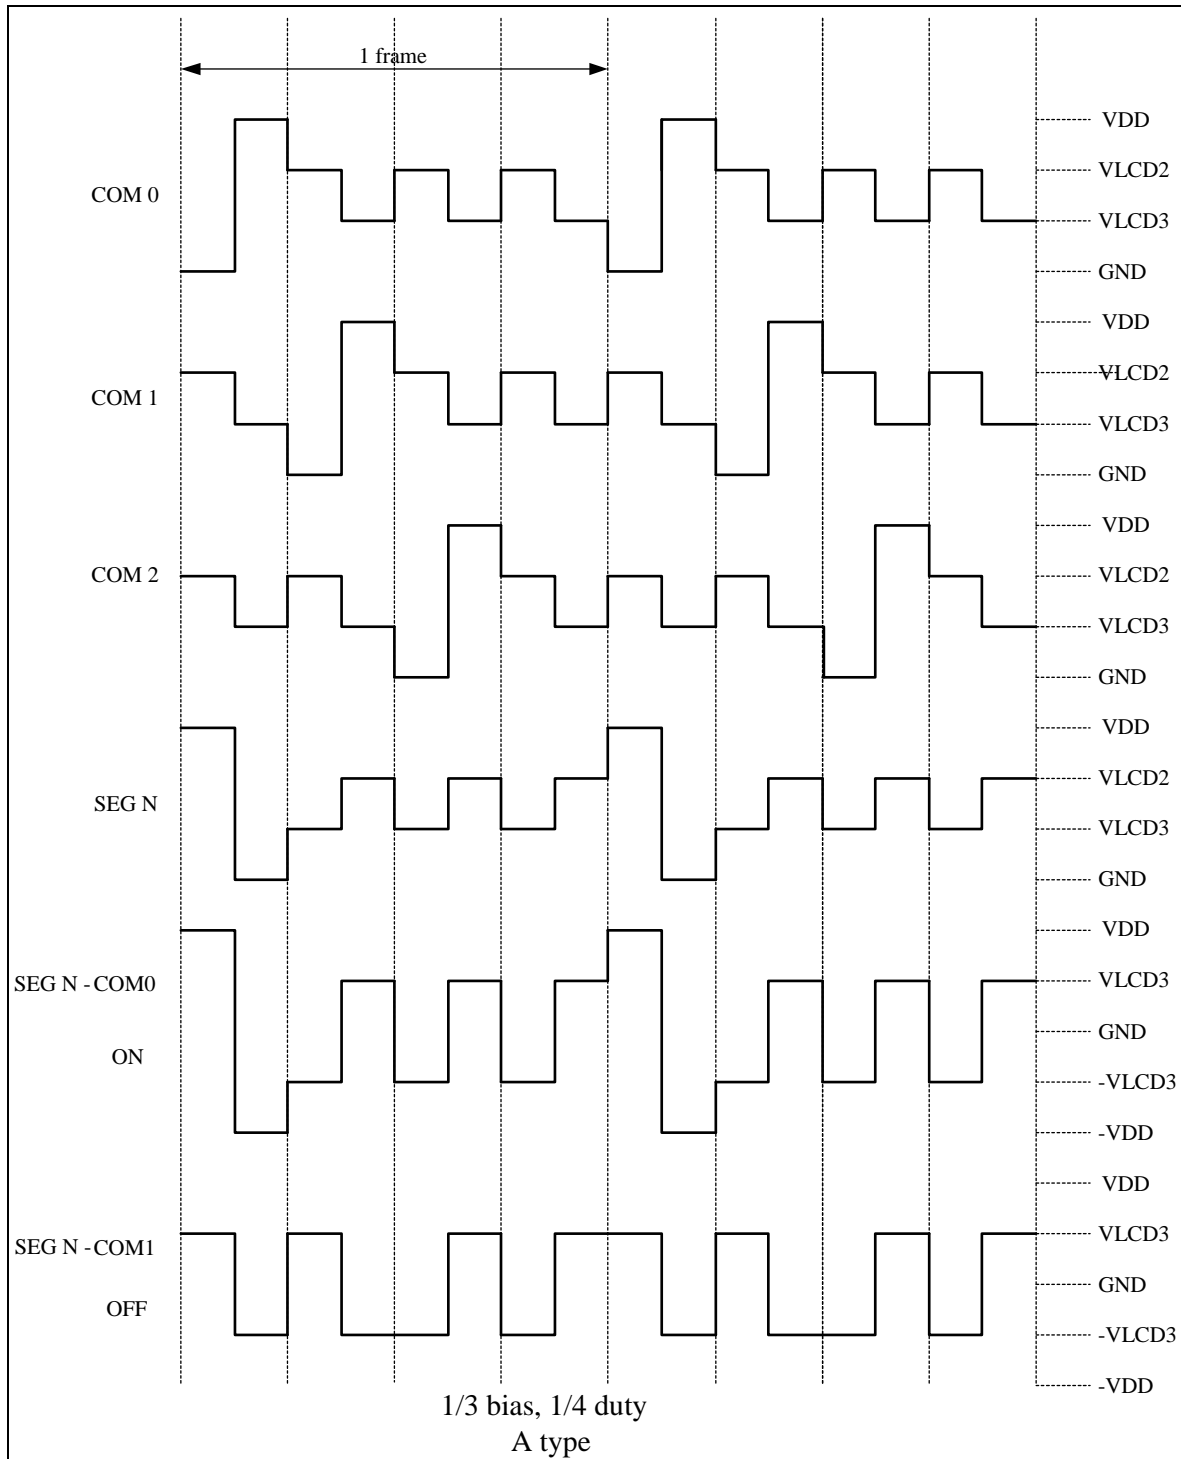 1 frame
VDD
VLCD2
COM 0
VLCD3
GND
VDD
VLCD2
COM 1
VLCD3
GND
VDD
COM 2
VLCD2
VLCD3
GND
VDD
VLCD2
SEG N
VLCD3
GND
VDD
SEG N -COM0
VLCD3
GND
ON
-VLCD3
-VDD
VDD
VLCD3
SEG N -COM1
GND
OFF
-VLCD3
-VDD
1/3 bias, 1/4 duty
A type